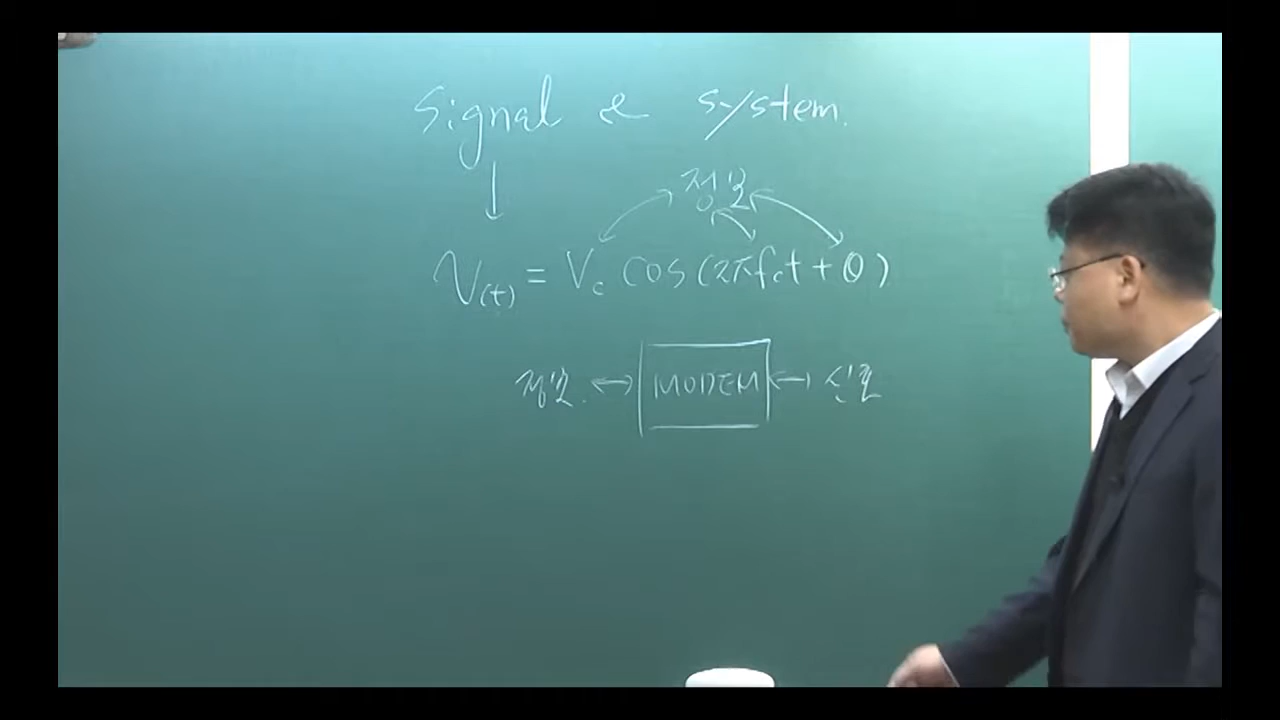 Signal & system.
정보
V(t) = Vc cos(2πfct + θ)
정보 ↔ MODEM ↔ 신호